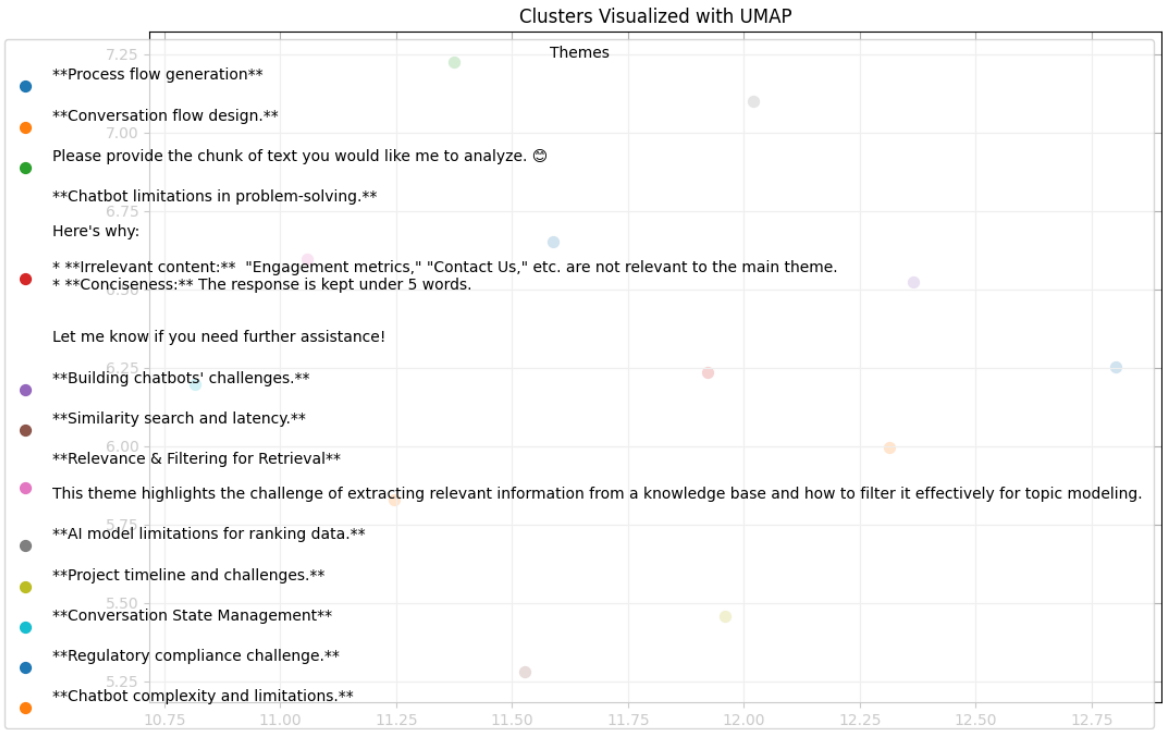 Clusters Visualized with UMAP
Themes
7.25
**Process flow generation**
**Conversation flow design.**
7.00
Please provide the chunk of text you would like me to analyze. 😊
**Chatbot limitations in problem-solving.**
6.75
Here's why:
* **Irrelevant content:**  "Engagement metrics," "Contact Us," etc. are not relevant to the main theme.
* **Conciseness:** The response is kept under 5 words.
6.50
Let me know if you need further assistance!
6.25
**Building chatbots' challenges.**
**Similarity search and latency.**
6.00
**Relevance & Filtering for Retrieval**
This theme highlights the challenge of extracting relevant information from a knowledge base and how to filter it effectively for topic modeling.
5.75
**AI model limitations for ranking data.**
**Project timeline and challenges.**
5.50
**Conversation State Management**
**Regulatory compliance challenge.**
5.25
**Chatbot complexity and limitations.**
10.75 11.00 11.25 11.50 11.75 12.00 12.25 12.50 12.75